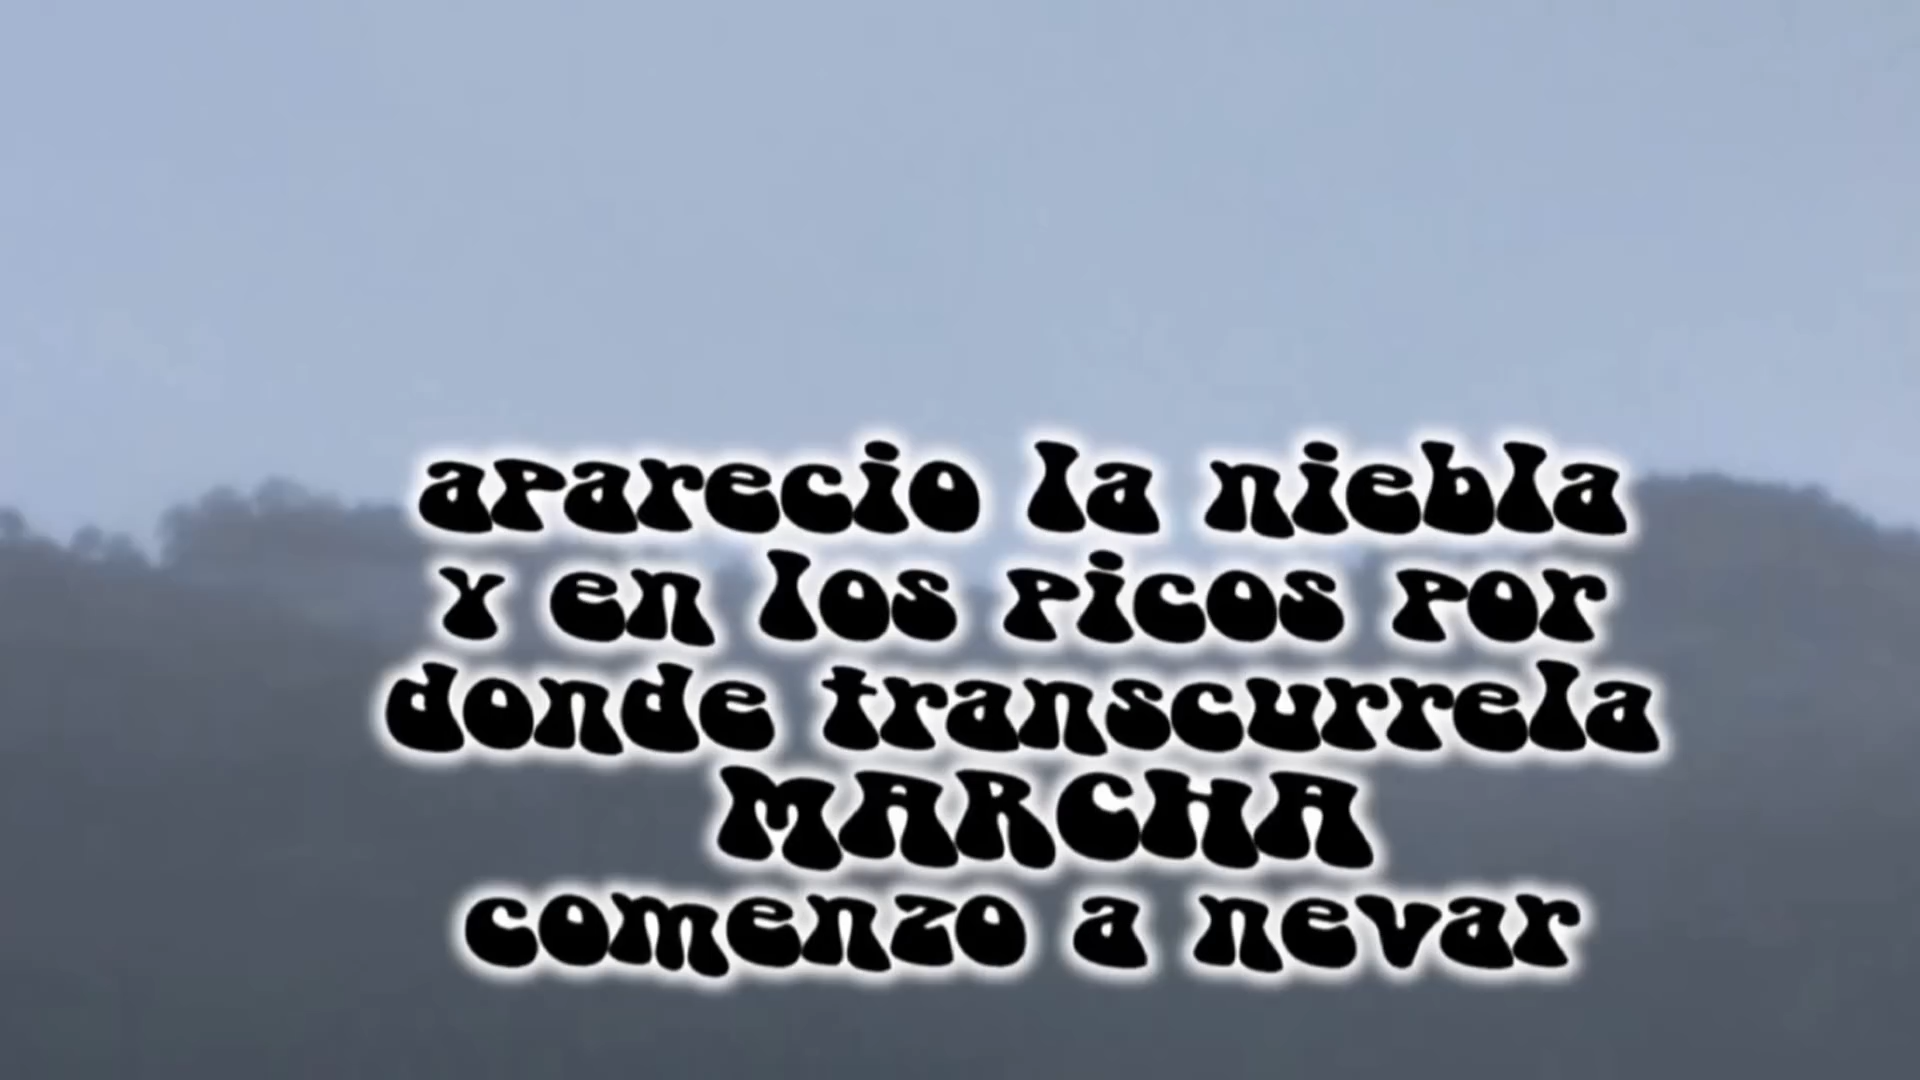 aparecio la niebla
y en los picos por
donde transcurrela
MARCHA
comenzo a nevar